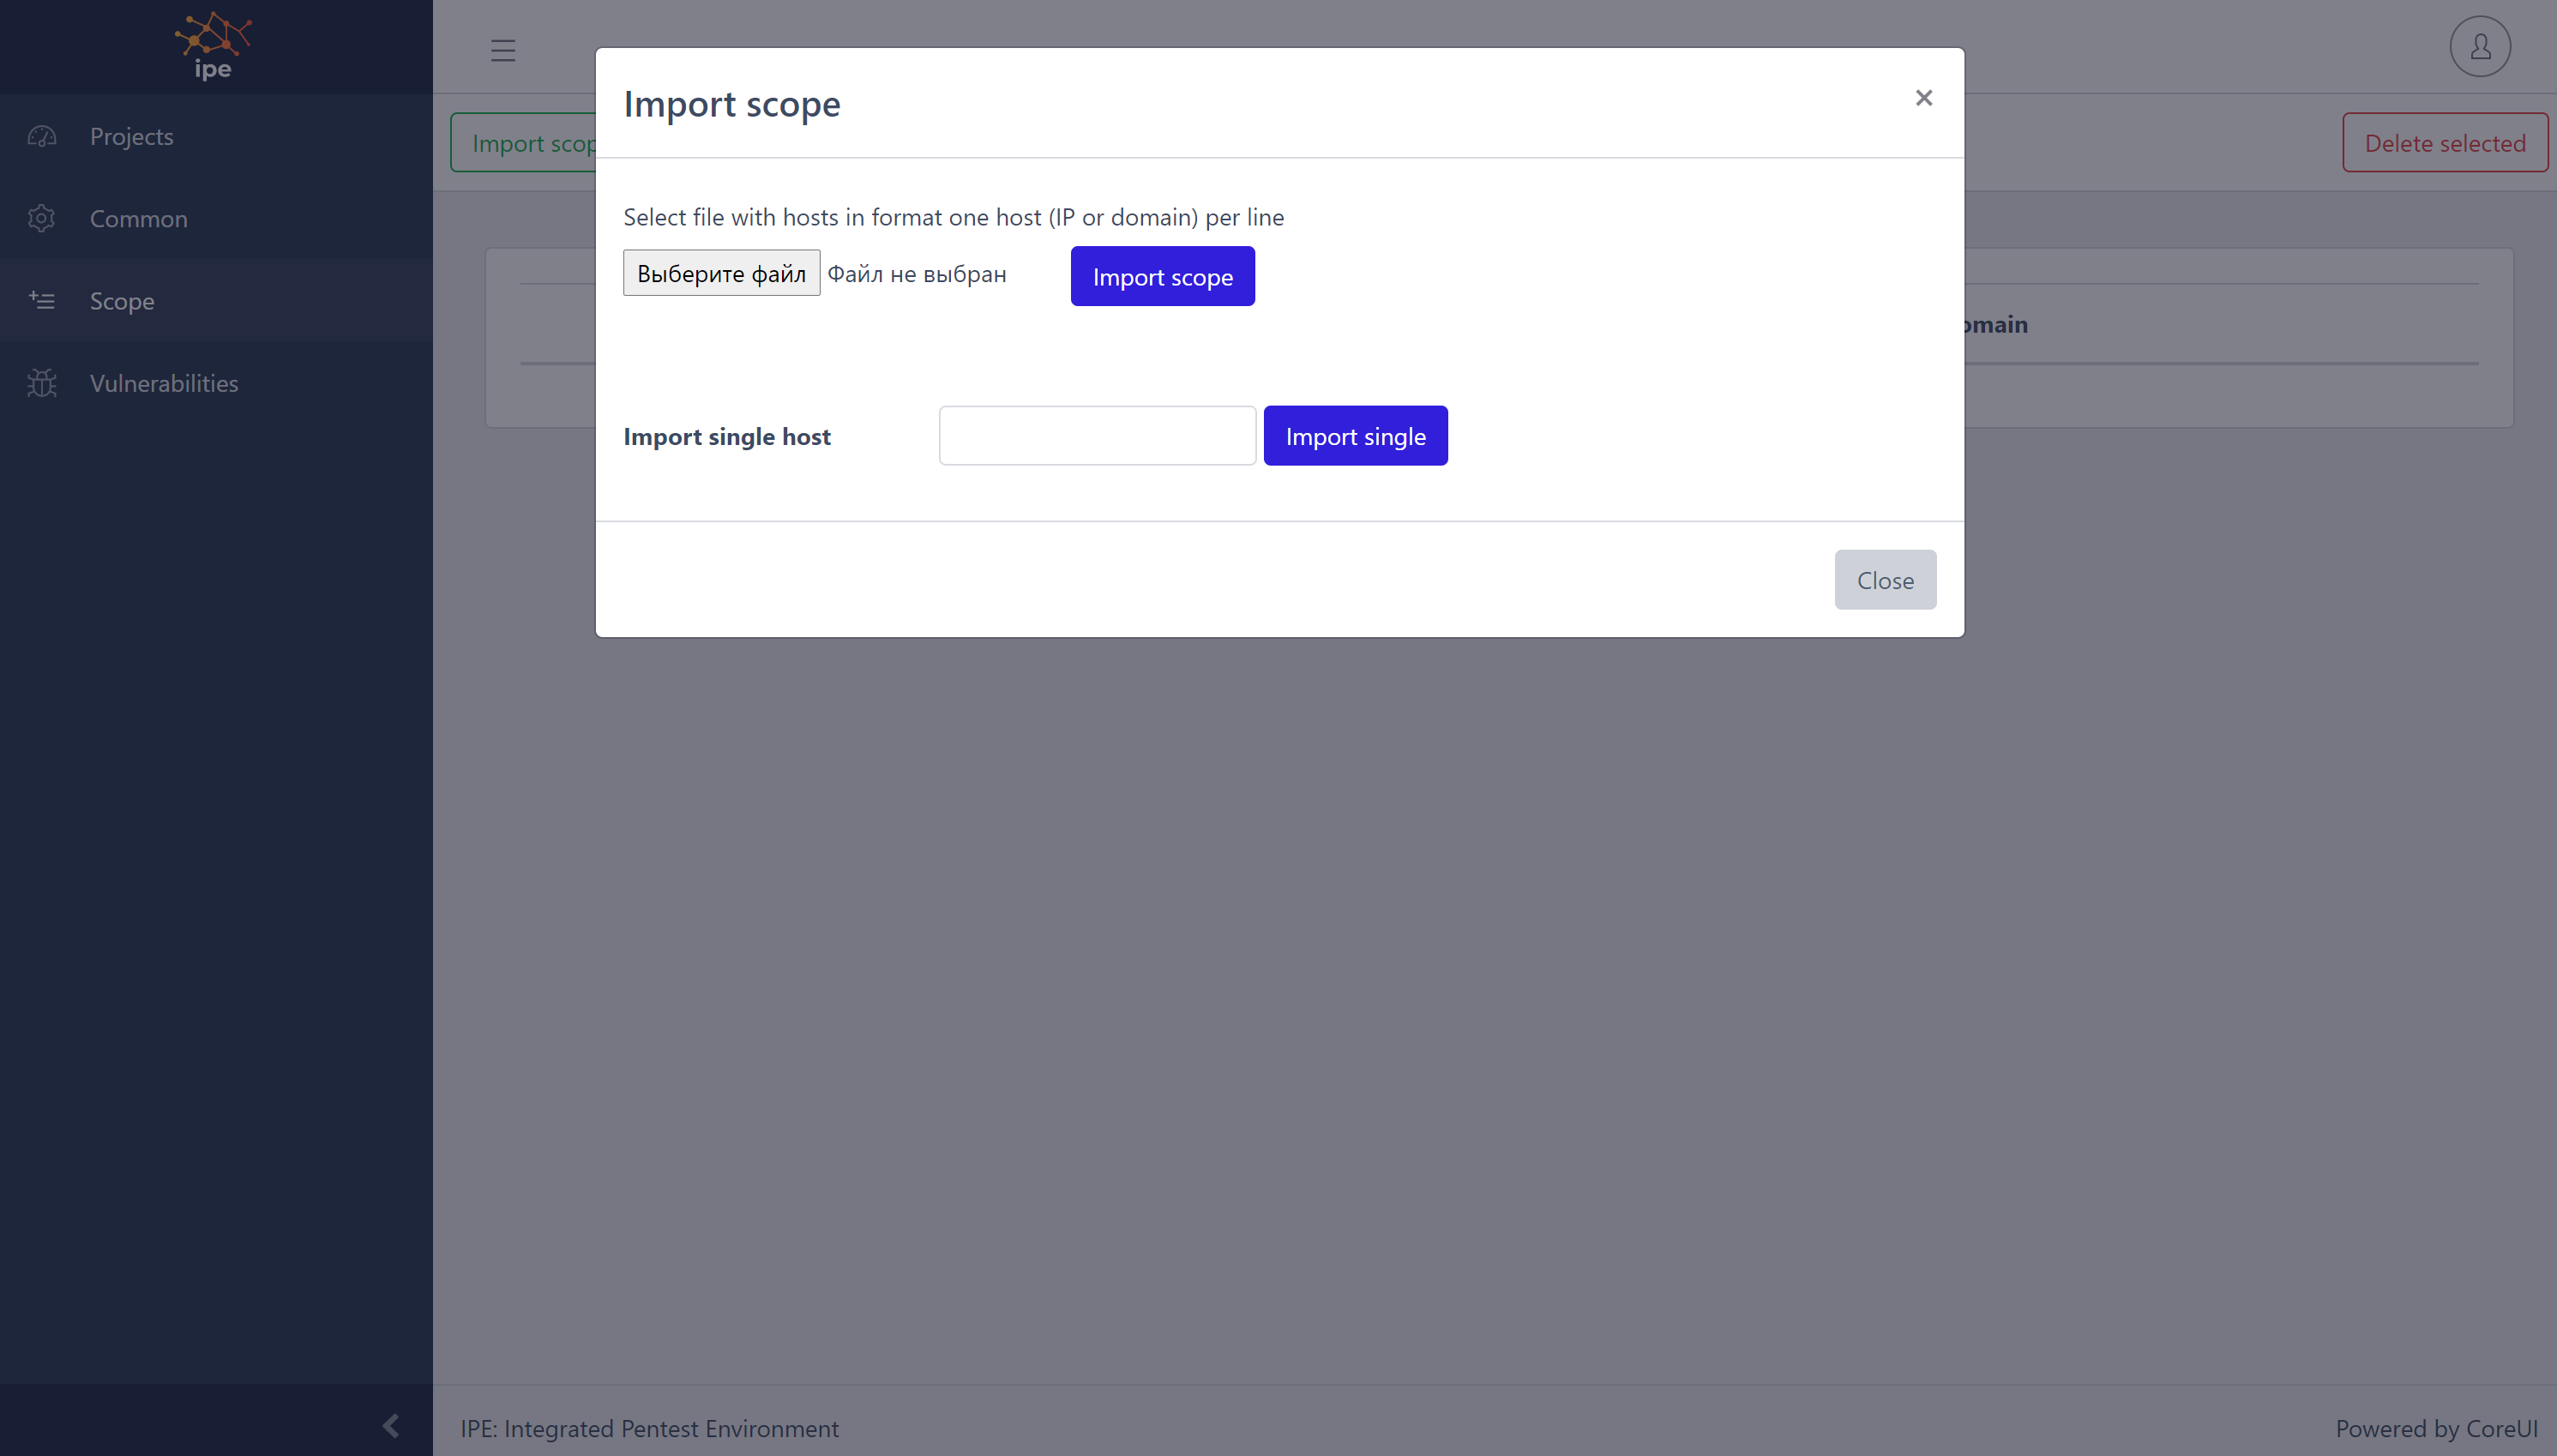 ipe
Projects
Common
Scope
Vulnerabilities
Import scop
Delete selected
Import scope
×
Select file with hosts in format one host (IP or domain) per line
Выберите файл Файл не выбран Import scope
omain
Import single host Import single
Close
IPE: Integrated Pentest Environment
Powered by CoreUI